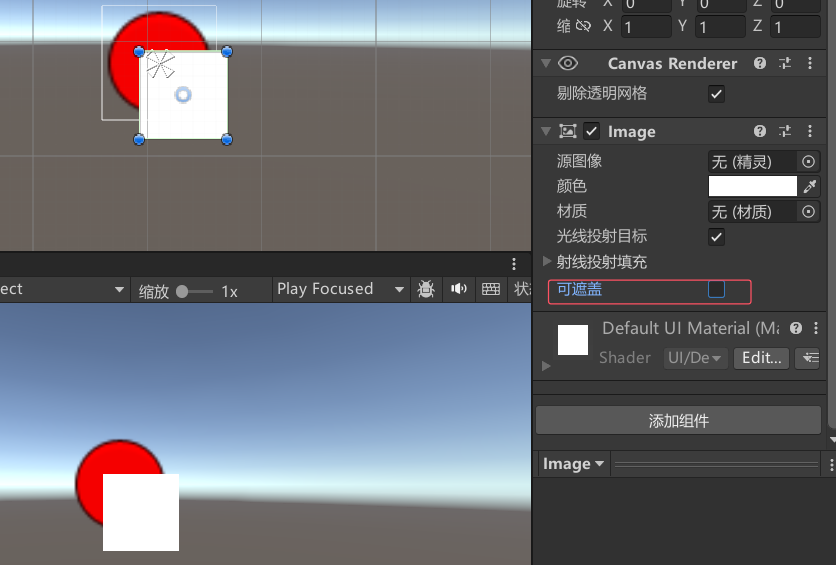 旋转 X 0 Y 0 Z 0
缩 X 1 Y 1 Z 1
Canvas Renderer
剔除透明网格
Image
源图像 无 (精灵)
颜色
材质 无 (材质)
光线投射目标
射线投射填充
可遮盖
ect 缩放 1x Play Focused 状
Default UI Material (Ma
Shader UI/De Edit...
添加组件
Image